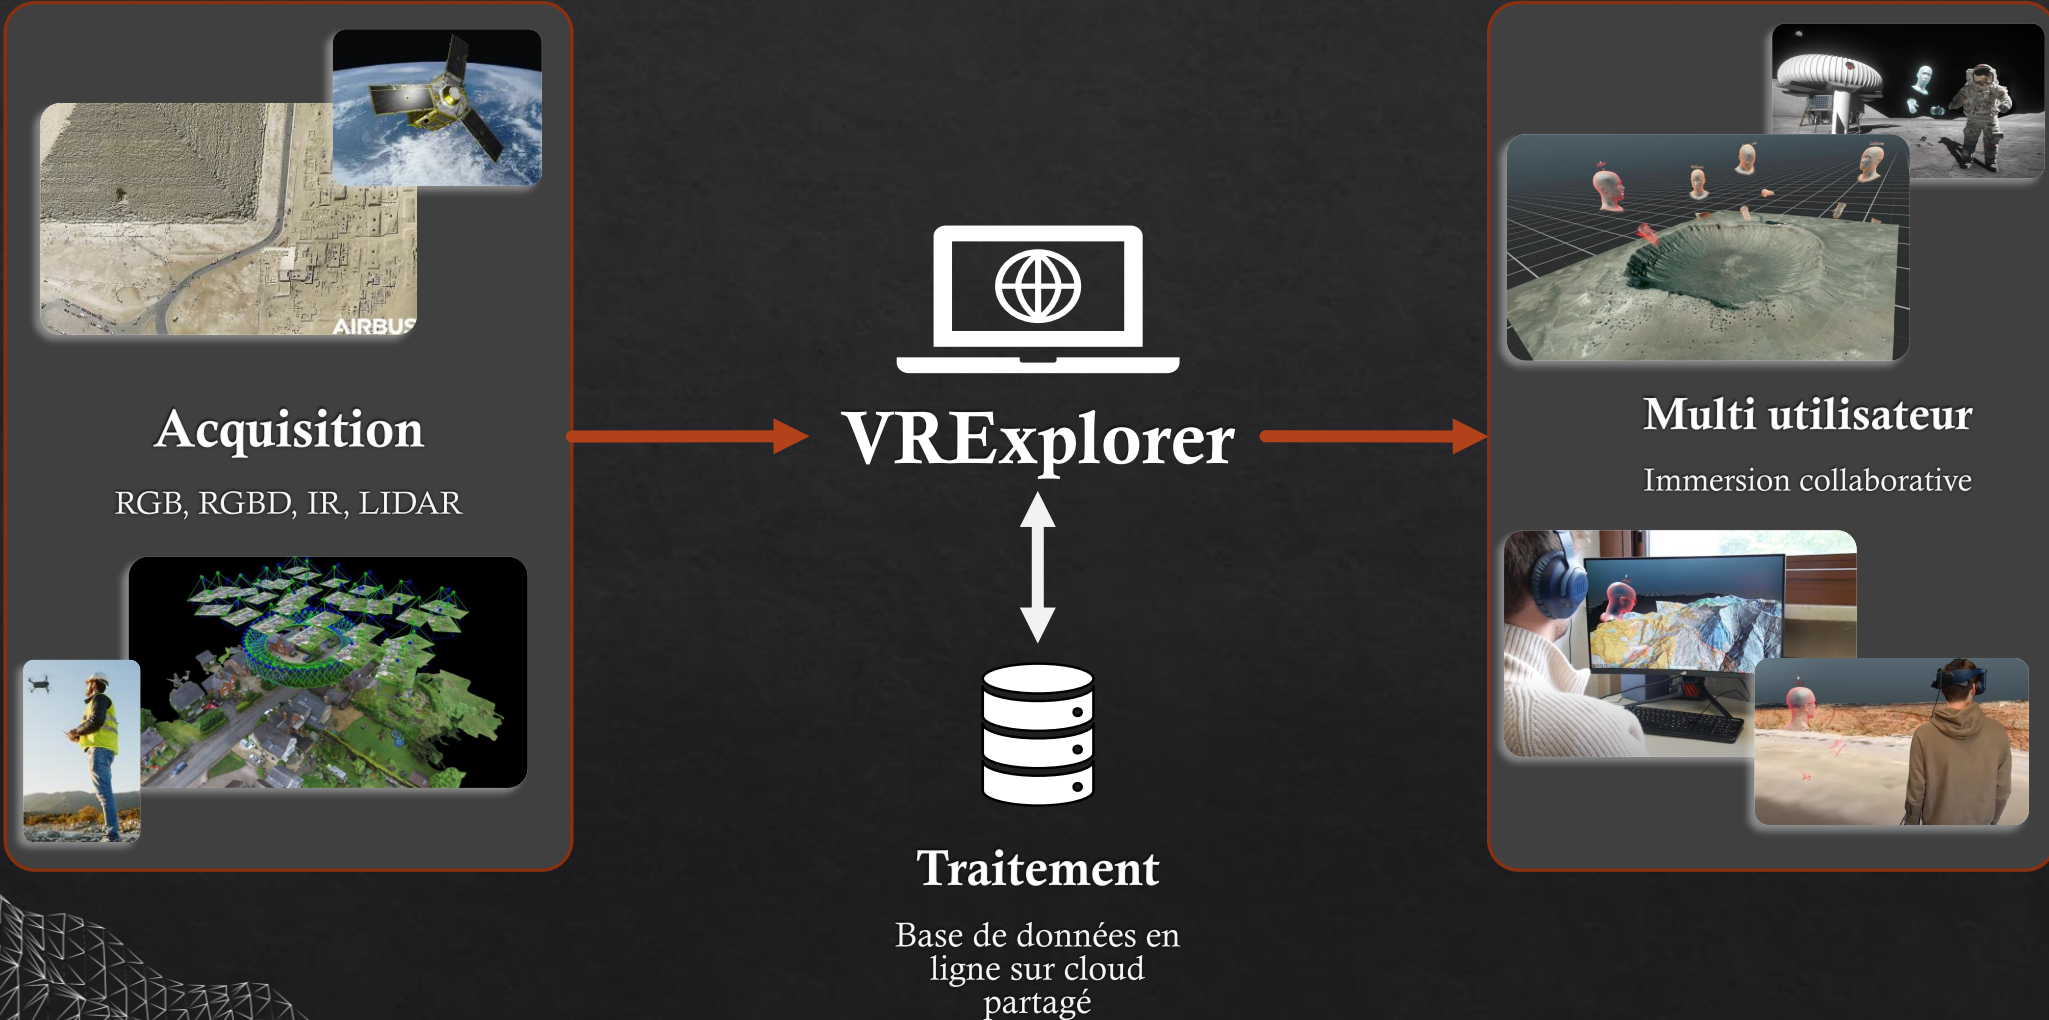 AIRBUS
Acquisition
RGB, RGBD, IR, LIDAR
VRExplorer
Traitement
Base de données en
ligne sur cloud
partagé
Multi utilisateur
Immersion collaborative